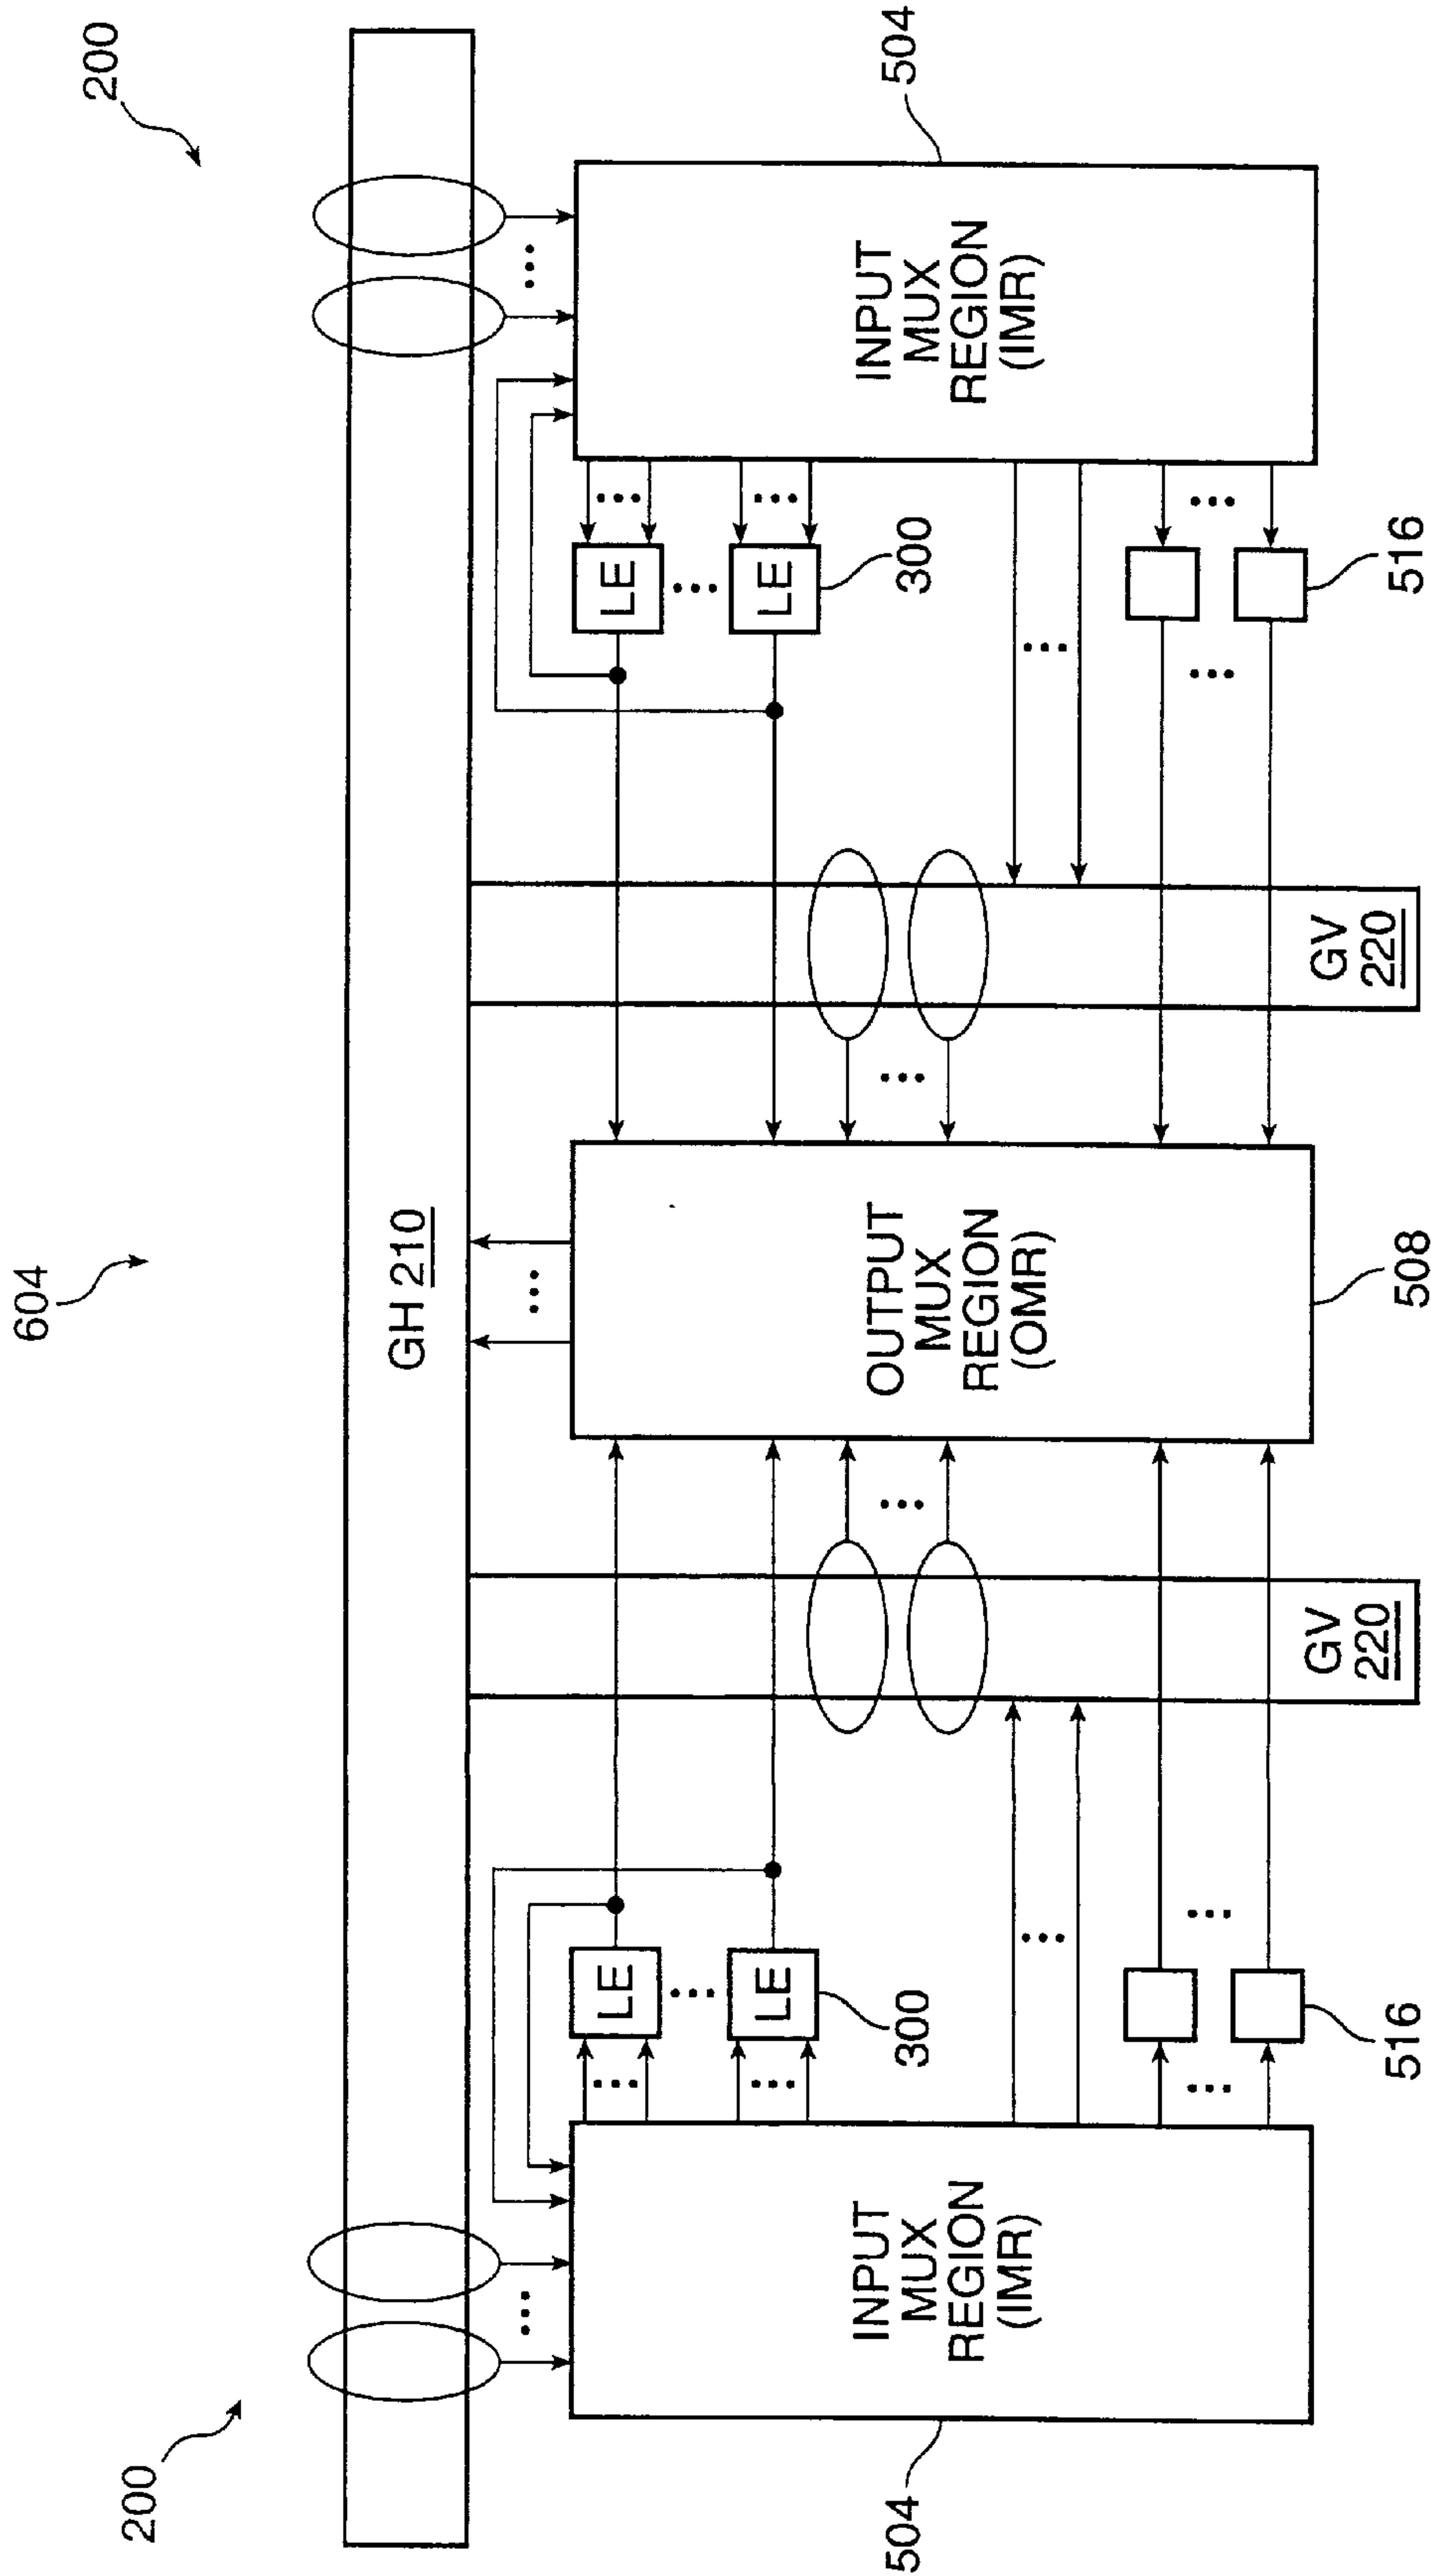 604
200
200
GH 210
504
INPUT
MUX
REGION
(IMR)
LE
LE
300
516
GV
220
OUTPUT
MUX
REGION
(OMR)
508
GV
220
LE
LE
300
516
INPUT
MUX
REGION
(IMR)
504